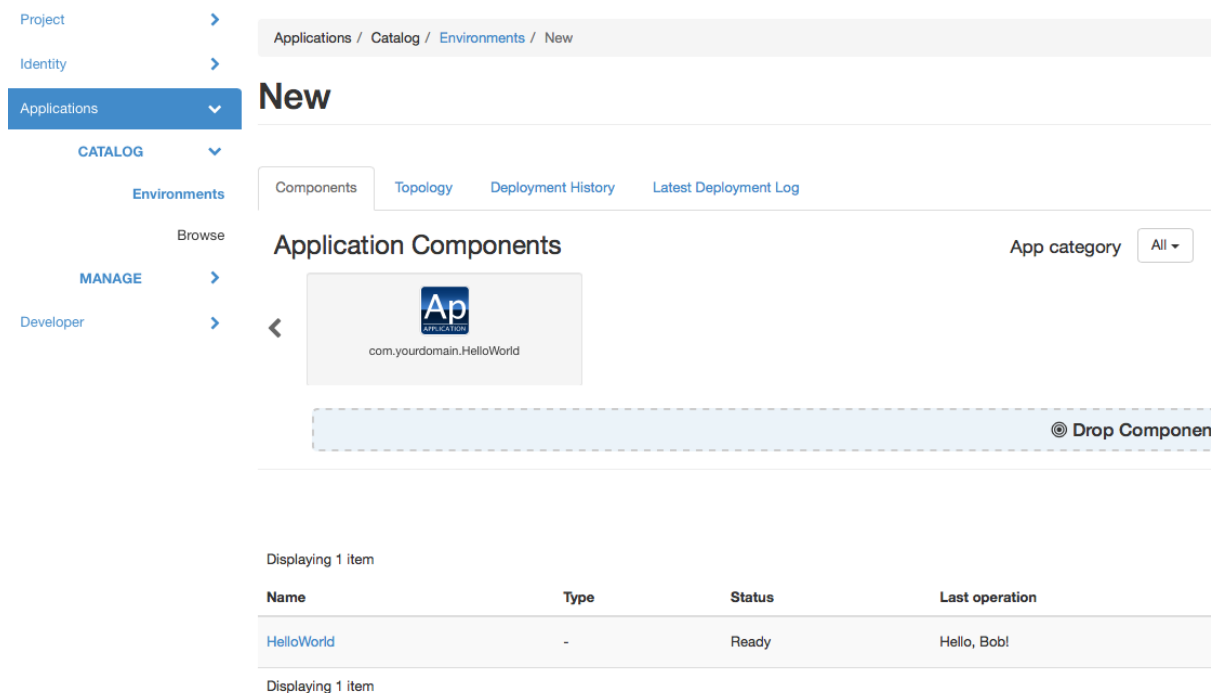 Project
Identity
Applications
CATALOG
Environments
Browse
MANAGE
Developer
Applications / Catalog / Environments / New
New
Components Topology Deployment History Latest Deployment Log
Application Components
App category All
Ap
APPLICATION
com.yourdomain.HelloWorld
Drop Componen
Displaying 1 item
Name Type Status Last operation
HelloWorld - Ready Hello, Bob!
Displaying 1 item